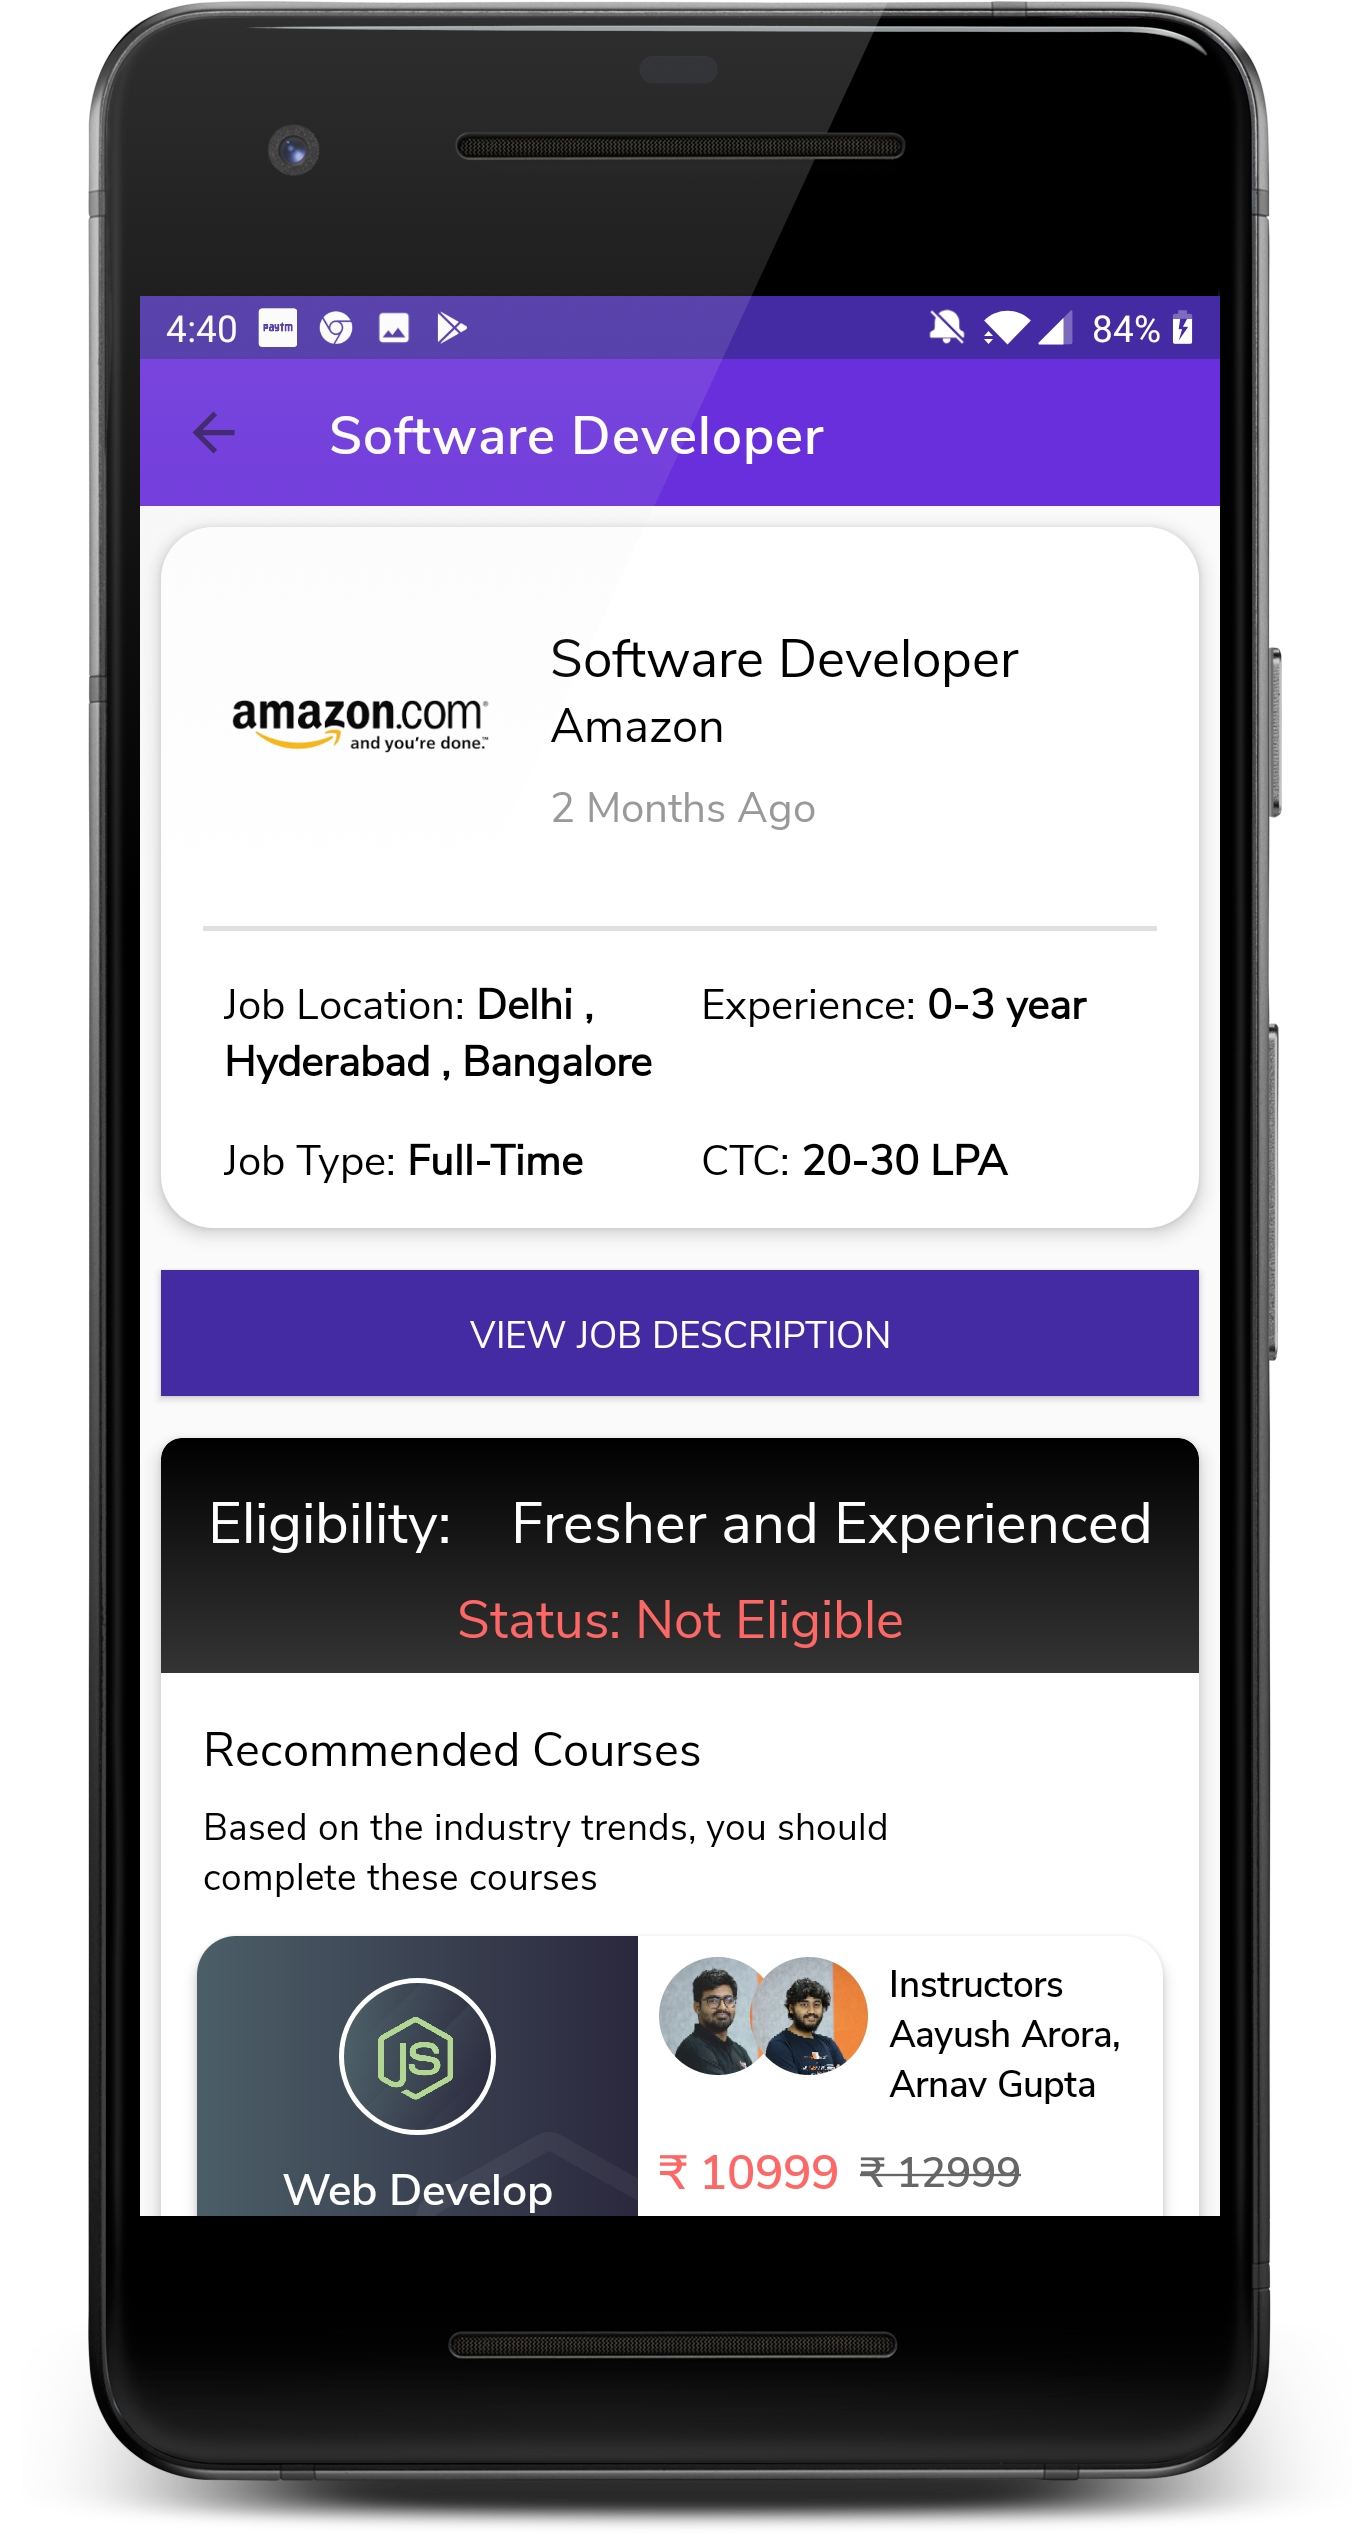 4:40 paytm 84%
Software Developer
amazon.com
and you're done.™
Software Developer
Amazon
2 Months Ago
Job Location: Delhi ,
Hyderabad , Bangalore
Experience: 0-3 year
Job Type: Full-Time
CTC: 20-30 LPA
VIEW JOB DESCRIPTION
Eligibility: Fresher and Experienced
Status: Not Eligible
Recommended Courses
Based on the industry trends, you should
complete these courses
JS
Web Develop
Instructors
Aayush Arora,
Arnav Gupta
₹ 10999 ₹ 12999